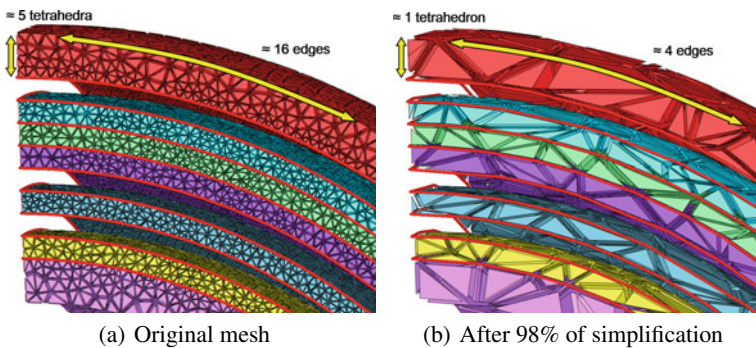 ≈ 5 tetrahedra
≈ 16 edges
≈ 1 tetrahedron
≈ 4 edges
(a) Original mesh
(b) After 98% of simplification